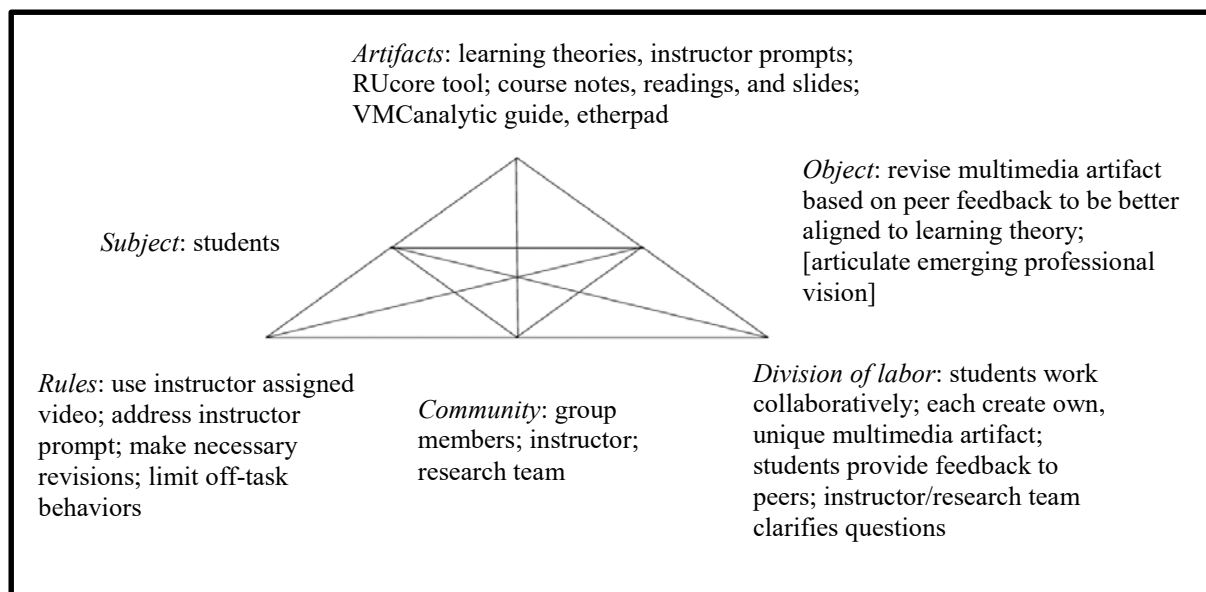 Artifacts: learning theories, instructor prompts;
RUcore tool; course notes, readings, and slides;
VMCanalytic guide, etherpad
Subject: students
Object: revise multimedia artifact
based on peer feedback to be better
aligned to learning theory;
[articulate emerging professional
vision]
Rules: use instructor assigned
video; address instructor
prompt; make necessary
revisions; limit off-task
behaviors
Community: group
members; instructor;
research team
Division of labor: students work
collaboratively; each create own,
unique multimedia artifact;
students provide feedback to
peers; instructor/research team
clarifies questions